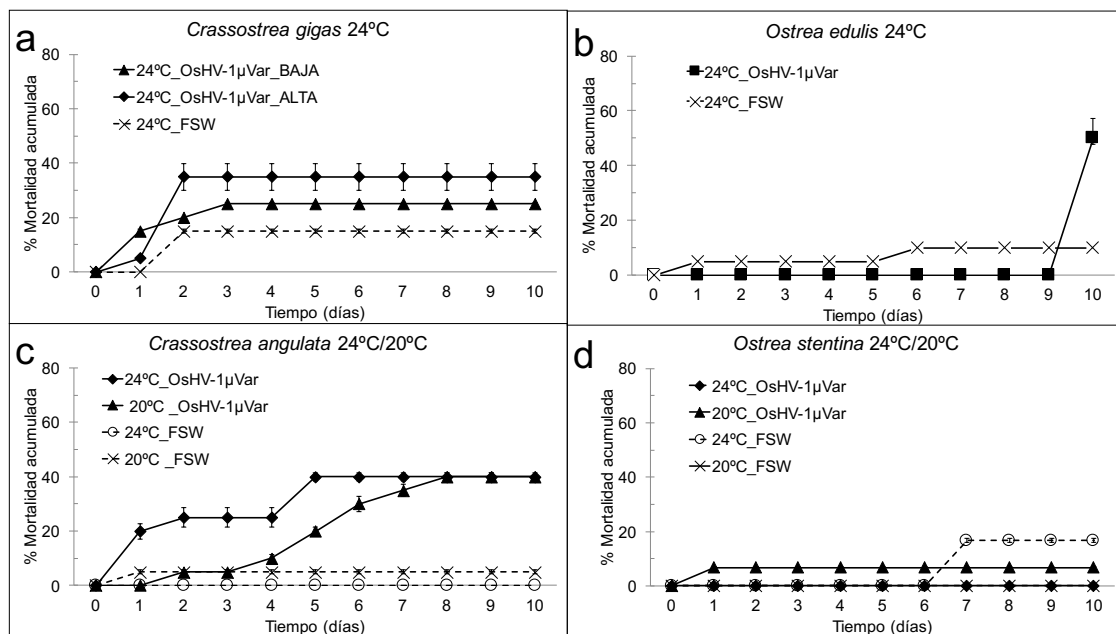 a
Crassostrea gigas 24ºC
% Mortalidad acumulada
80
60
40
20
0
24ºC_OsHV-1µVar_BAJA
24ºC_OsHV-1µVar_ALTA
24ºC_FSW
0 1 2 3 4 5 6 7 8 9 10
Tiempo (días)
b
Ostrea edulis 24ºC
% Mortalidad acumulada
80
60
40
20
0
24ºC_OsHV-1µVar
24ºC_FSW
0 1 2 3 4 5 6 7 8 9 10
Tiempo (días)
c
Crassostrea angulata 24ºC/20ºC
% Mortalidad acumulada
80
60
40
20
0
24ºC_OsHV-1µVar
20ºC _OsHV-1µVar
24ºC_FSW
20ºC _FSW
0 1 2 3 4 5 6 7 8 9 10
Tiempo (días)
d
Ostrea stentina 24ºC/20ºC
% Mortalidad acumulada
80
60
40
20
0
24ºC_OsHV-1µVar
20ºC_OsHV-1µVar
24ºC_FSW
20ºC_FSW
0 1 2 3 4 5 6 7 8 9 10
Tiempo (días)